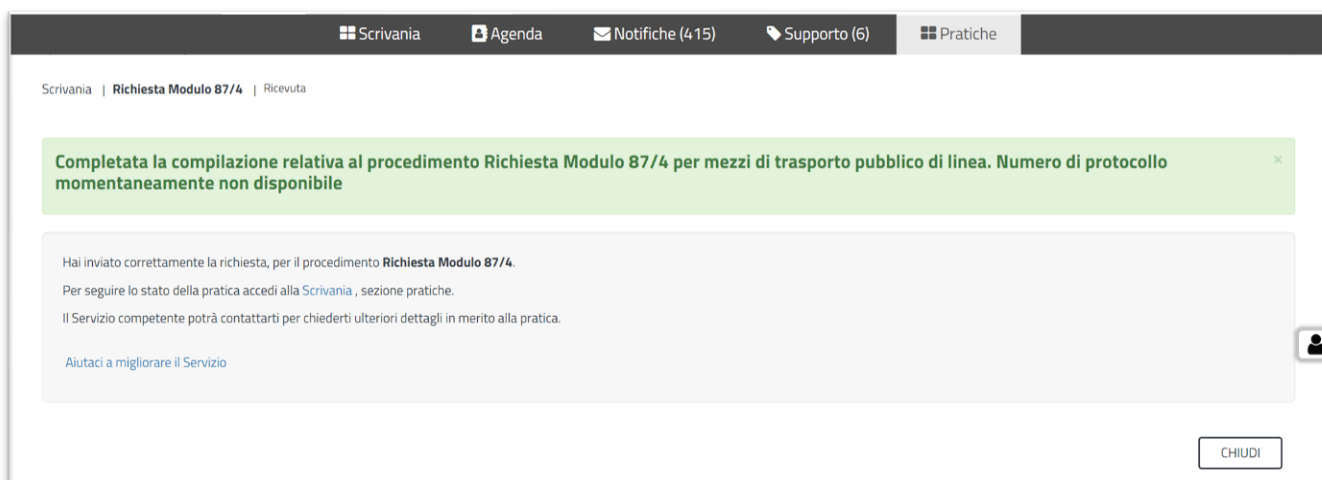 Scrivania Agenda Notifiche (415) Supporto (6) Pratiche
Scrivania | Richiesta Modulo 87/4 | Ricevuta
Completata la compilazione relativa al procedimento Richiesta Modulo 87/4 per mezzi di trasporto pubblico di linea. Numero di protocollo ×
momentaneamente non disponibile
Hai inviato correttamente la richiesta, per il procedimento Richiesta Modulo 87/4.
Per seguire lo stato della pratica accedi alla Scrivania , sezione pratiche.
Il Servizio competente potrà contattarti per chiederti ulteriori dettagli in merito alla pratica.
Aiutaci a migliorare il Servizio
CHIUDI